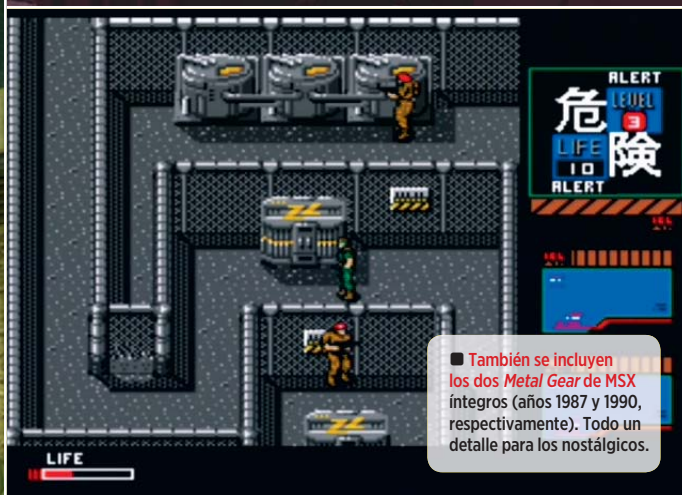 ALERT
危 LEVEL
3
LIFE 険
10
ALERT
■ También se incluyen
los dos Metal Gear de MSX
íntegros (años 1987 y 1990,
respectivamente). Todo un
detalle para los nostálgicos.
LIFE